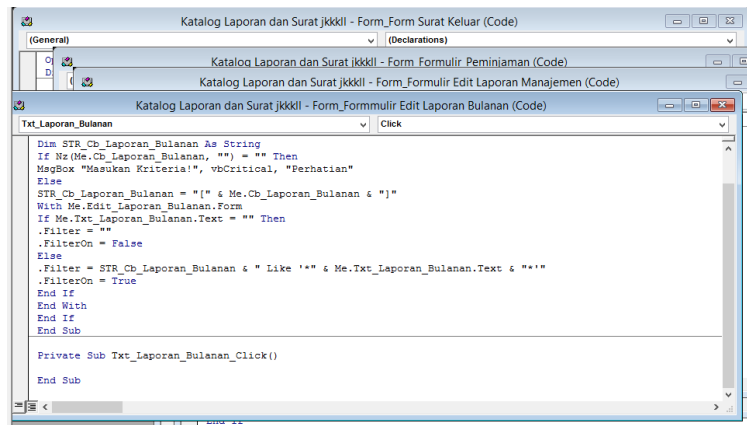 Katalog Laporan dan Surat jkkkll - Form_Form Surat Keluar (Code)
(General)
(Declarations)
Katalog Laporan dan Surat jkkkll - Form_Formulir Peminjaman (Code)
Katalog Laporan dan Surat jkkkll - Form_Formulir Edit Laporan Manajemen (Code)
Katalog Laporan dan Surat jkkkll - Form_Formmulir Edit Laporan Bulanan (Code)
Txt_Laporan_Bulanan
Click
Dim STR_Cb_Laporan_Bulanan As String
If Nz(Me.Cb_Laporan_Bulanan, "") = "" Then
MsgBox "Masukan Kriteria!", vbCritical, "Perhatian"
Else
STR_Cb_Laporan_Bulanan = "[" & Me.Cb_Laporan_Bulanan & "]"
With Me.Edit_Laporan_Bulanan.Form
If Me.Txt_Laporan_Bulanan.Text = "" Then
.Filter = ""
.FilterOn = False
Else
.Filter = STR_Cb_Laporan_Bulanan & " Like '*" & Me.Txt_Laporan_Bulanan.Text & "*'"
.FilterOn = True
End If
End With
End If
End Sub
Private Sub Txt_Laporan_Bulanan_Click()
End Sub
End If